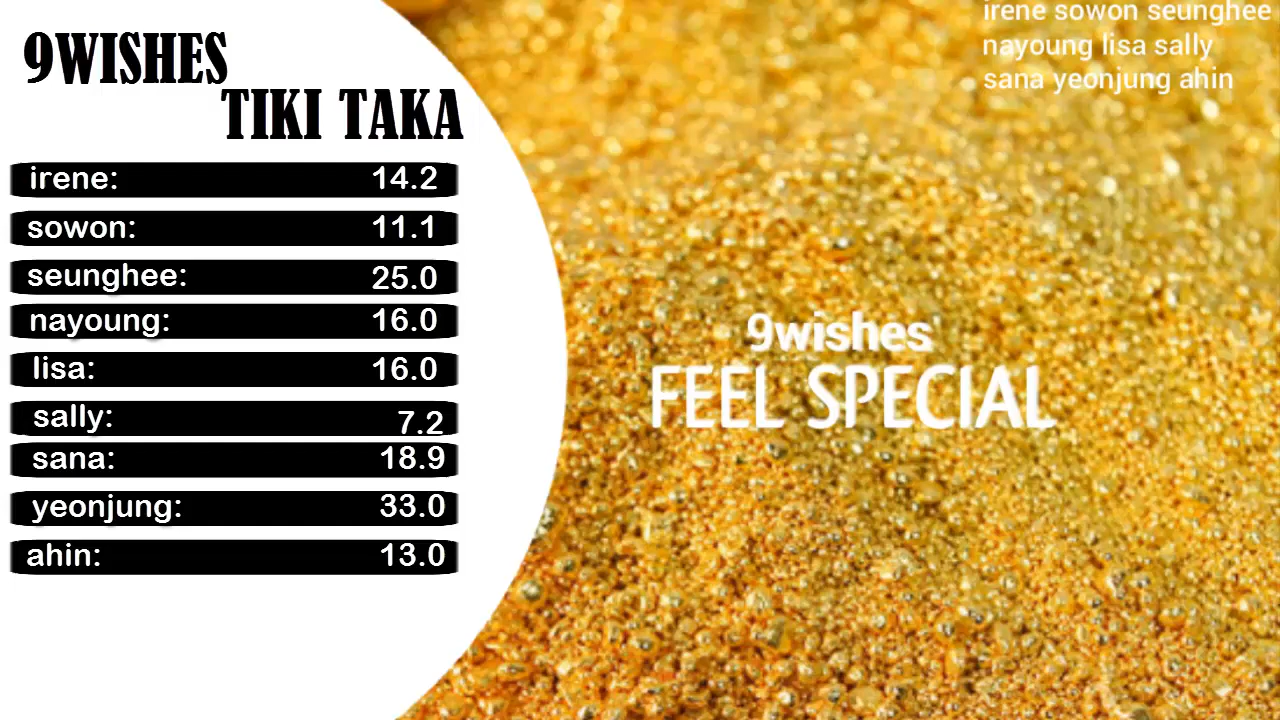 9WISHES
TIKI TAKA
irene: 14.2
sowon: 11.1
seunghee: 25.0
nayoung: 16.0
lisa: 16.0
sally: 7.2
sana: 18.9
yeonjung: 33.0
ahin: 13.0
irene sowon seunghee
nayoung lisa sally
sana yeonjung ahin
9wishes
FEEL SPECIAL